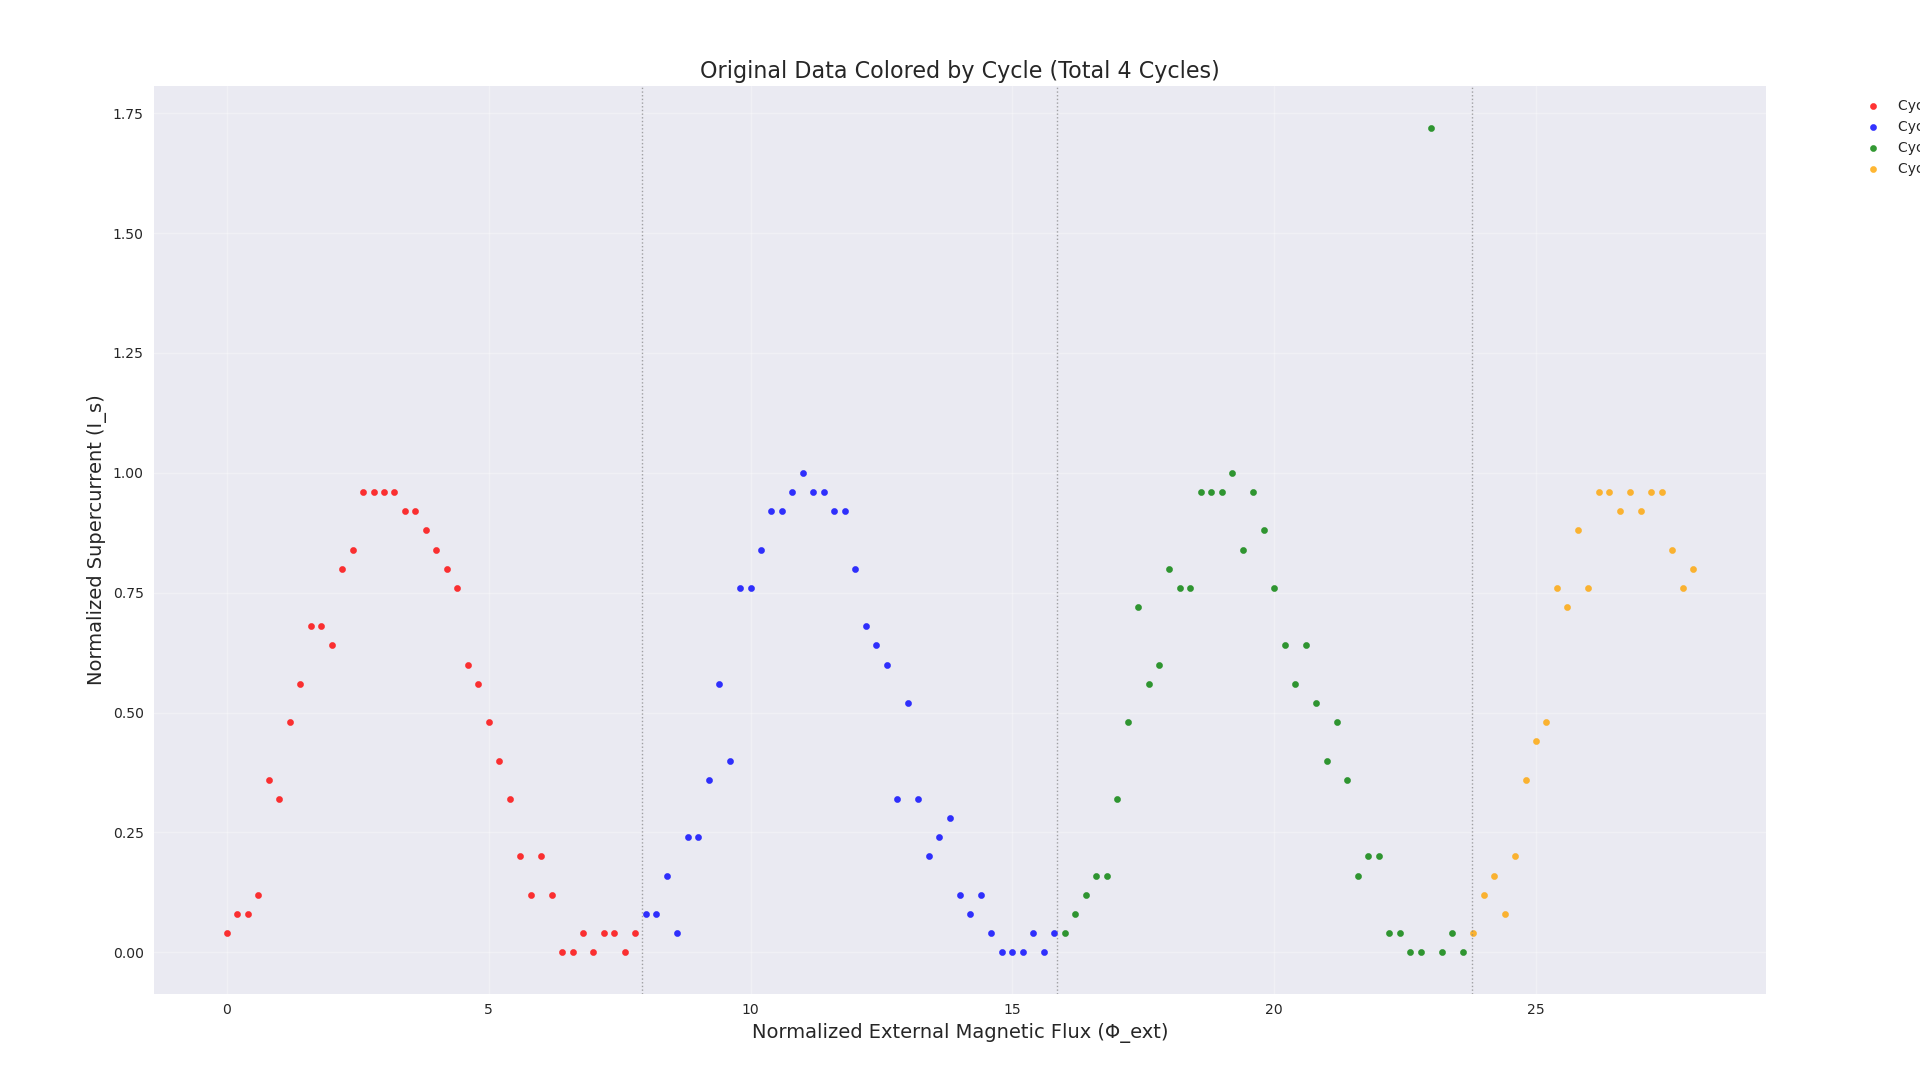 Original Data Colored by Cycle (Total 4 Cycles)
1.75
1.50
1.25
1.00
0.75
0.50
0.25
0.00
Normalized Supercurrent (I_s)
0 5 10 15 20 25
Normalized External Magnetic Flux (Φ_ext)
Cyc
Cyc
Cyc
Cyc